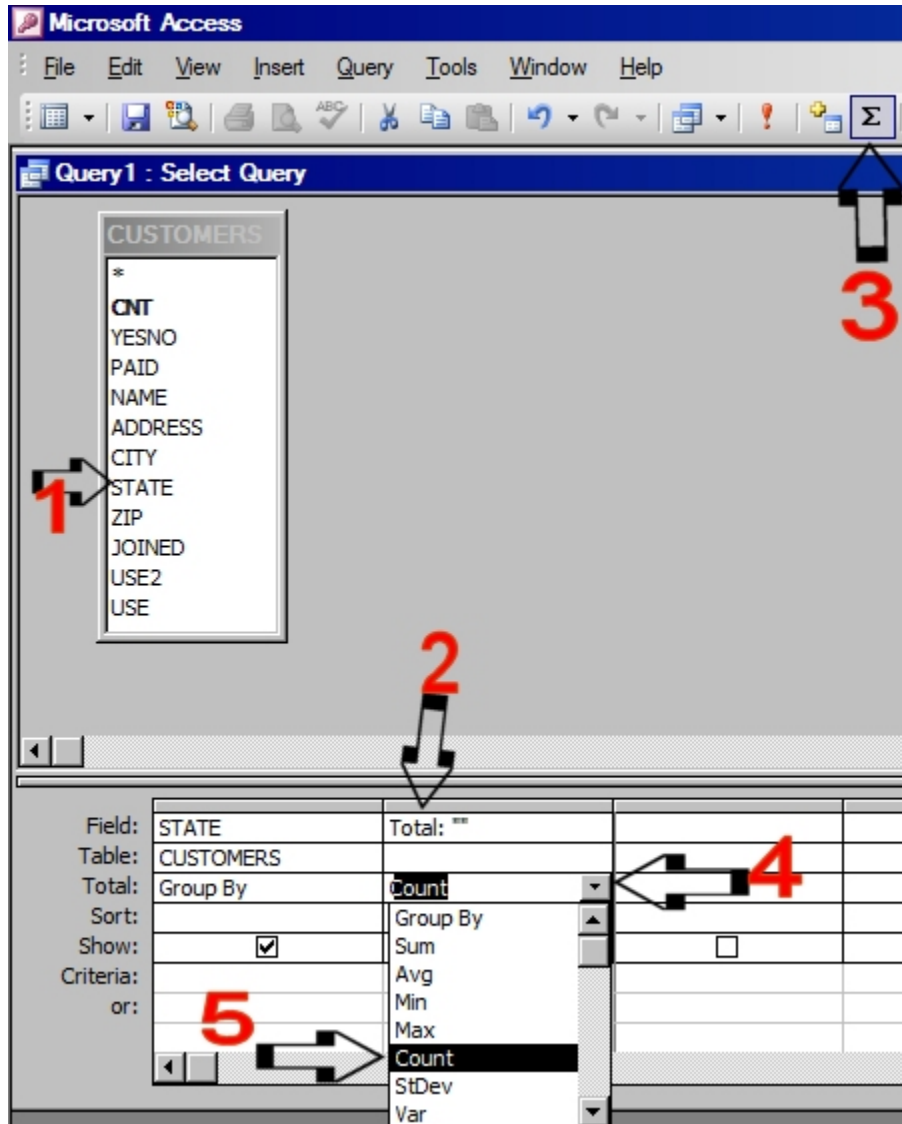 Microsoft Access
File Edit View Insert Query Tools Window Help
ABC Σ
Query1 : Select Query
3
CUSTOMERS
*
CNT
YESNO
PAID
NAME
ADDRESS
CITY
1 STATE
ZIP
JOINED
USE2
USE
2
Field: STATE Total: ""
Table: CUSTOMERS
Total: Group By Count 4
Sort: Group By
Show: Sum
Criteria: Avg
or: Min
5 Max
Count
StDev
Var